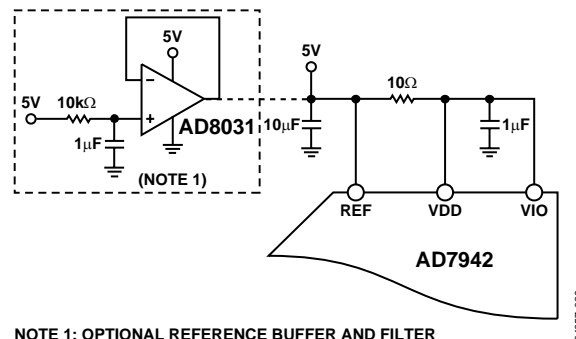 5V
5V
5V
10kΩ
10Ω
−
+
AD8031
1μF
10μF
1μF
(NOTE 1)
REF
VDD
VIO
AD7942
NOTE 1: OPTIONAL REFERENCE BUFFER AND FILTER